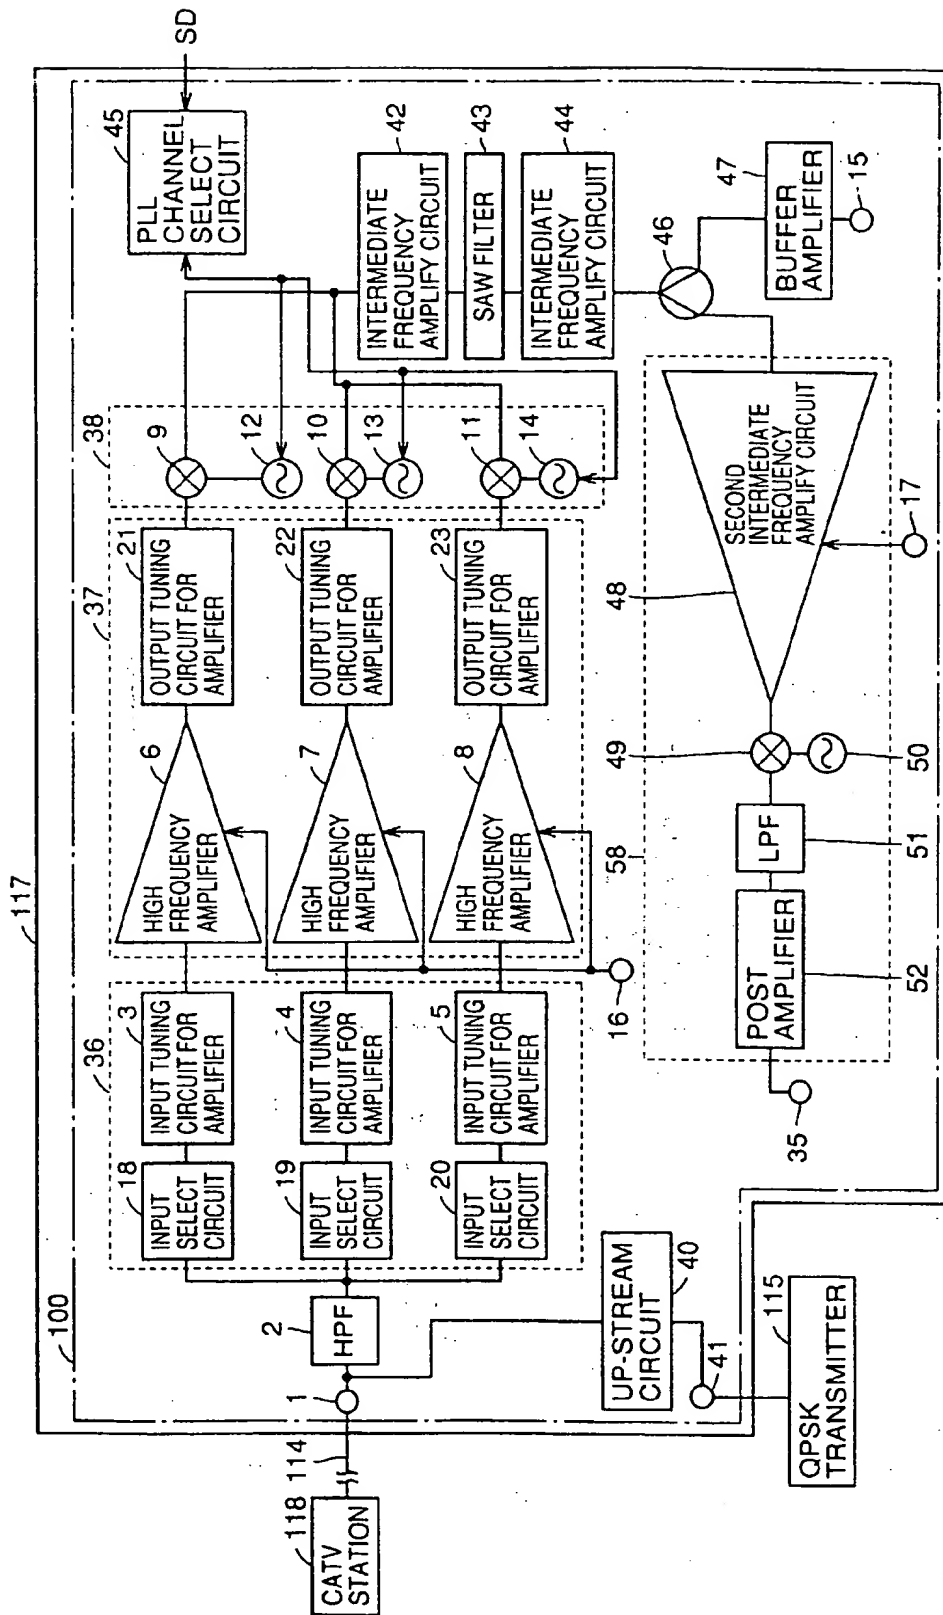 117
100
118
CATV
STATION
114
1
2
HPF
36
18
INPUT
SELECT
CIRCUIT
3
INPUT TUNING
CIRCUIT FOR
AMPLIFIER
19
INPUT
SELECT
CIRCUIT
4
INPUT TUNING
CIRCUIT FOR
AMPLIFIER
20
INPUT
SELECT
CIRCUIT
5
INPUT TUNING
CIRCUIT FOR
AMPLIFIER
37
6
HIGH
FREQUENCY
AMPLIFIER
21
OUTPUT TUNING
CIRCUIT FOR
AMPLIFIER
7
HIGH
FREQUENCY
AMPLIFIER
22
OUTPUT TUNING
CIRCUIT FOR
AMPLIFIER
8
HIGH
FREQUENCY
AMPLIFIER
23
OUTPUT TUNING
CIRCUIT FOR
AMPLIFIER
16
38
9
12
10
13
11
14
45
PLL
CHANNEL
SELECT
CIRCUIT
SD
42
INTERMEDIATE
FREQUENCY
AMPLIFY CIRCUIT
43
SAW FILTER
44
INTERMEDIATE
FREQUENCY
AMPLIFY CIRCUIT
46
47
BUFFER
AMPLIFIER
15
58
48
SECOND
INTERMEDIATE
FREQUENCY
AMPLIFY CIRCUIT
17
49
50
LPF
51
POST
AMPLIFIER
52
35
UP-STREAM
CIRCUIT
40
41
QPSK
TRANSMITTER
115